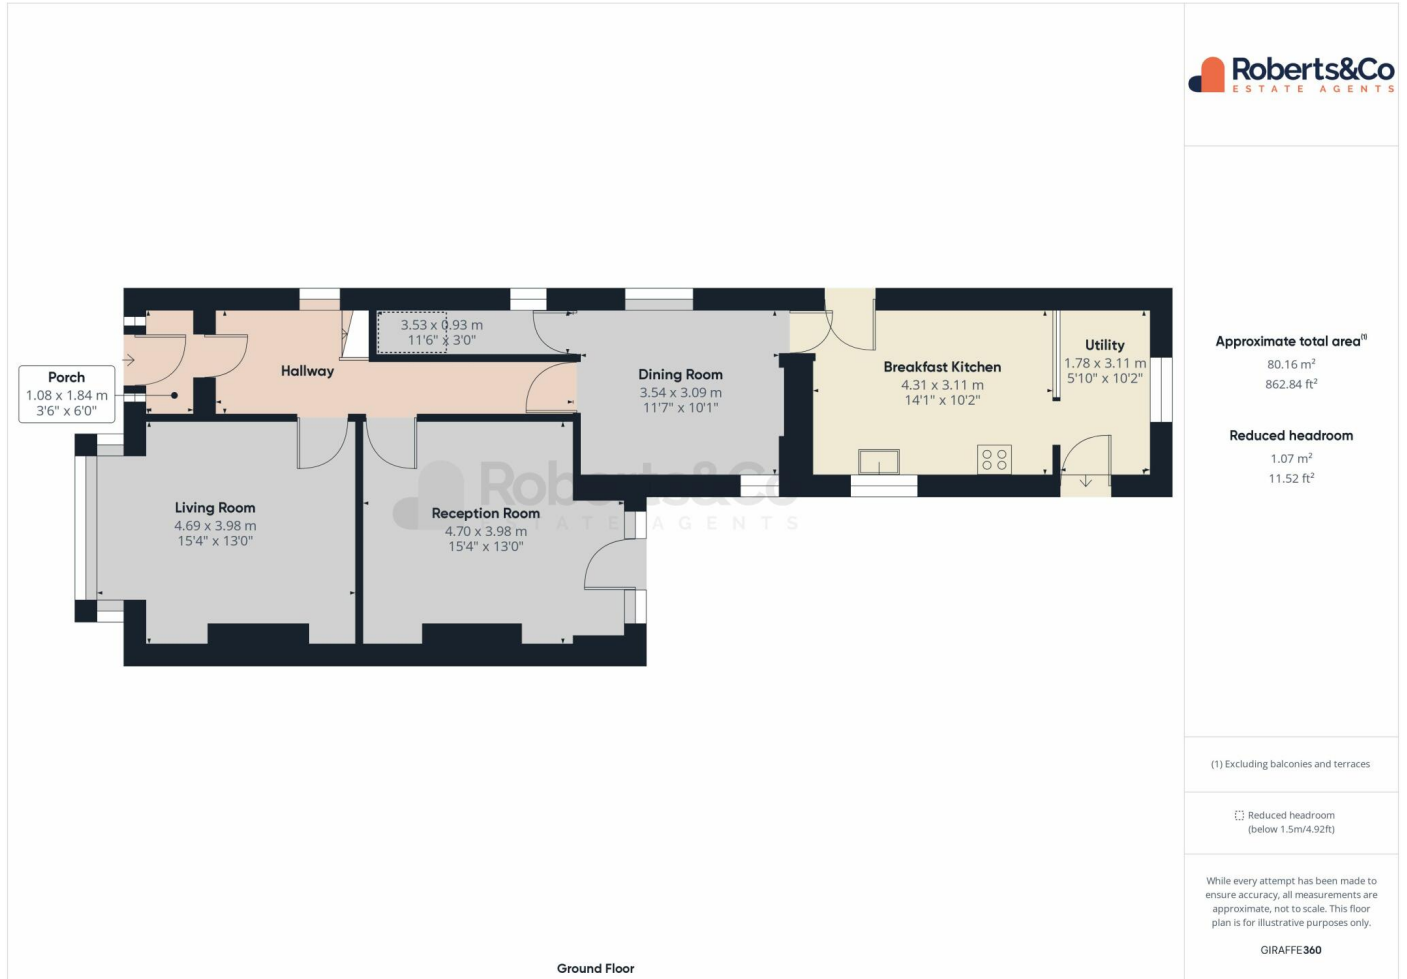 Roberts&Co
ESTATE AGENTS
Approximate total area(1)
80.16 m²
862.84 ft²
Reduced headroom
1.07 m²
11.52 ft²
(1) Excluding balconies and terraces
Reduced headroom
(below 1.5m/4.92ft)
While every attempt has been made to
ensure accuracy, all measurements are
approximate, not to scale. This floor
plan is for illustrative purposes only.
GIRAFFE360
3.53 x 0.93 m
11'6" x 3'0"
Hallway
Porch
1.08 x 1.84 m
3'6" x 6'0"
Dining Room
3.54 x 3.09 m
11'7" x 10'1"
Breakfast Kitchen
4.31 x 3.11 m
14'1" x 10'2"
Utility
1.78 x 3.11 m
5'10" x 10'2"
Living Room
4.69 x 3.98 m
15'4" x 13'0"
Reception Room
4.70 x 3.98 m
15'4" x 13'0"
Roberts&Co
ESTATE AGENTS
Ground Floor